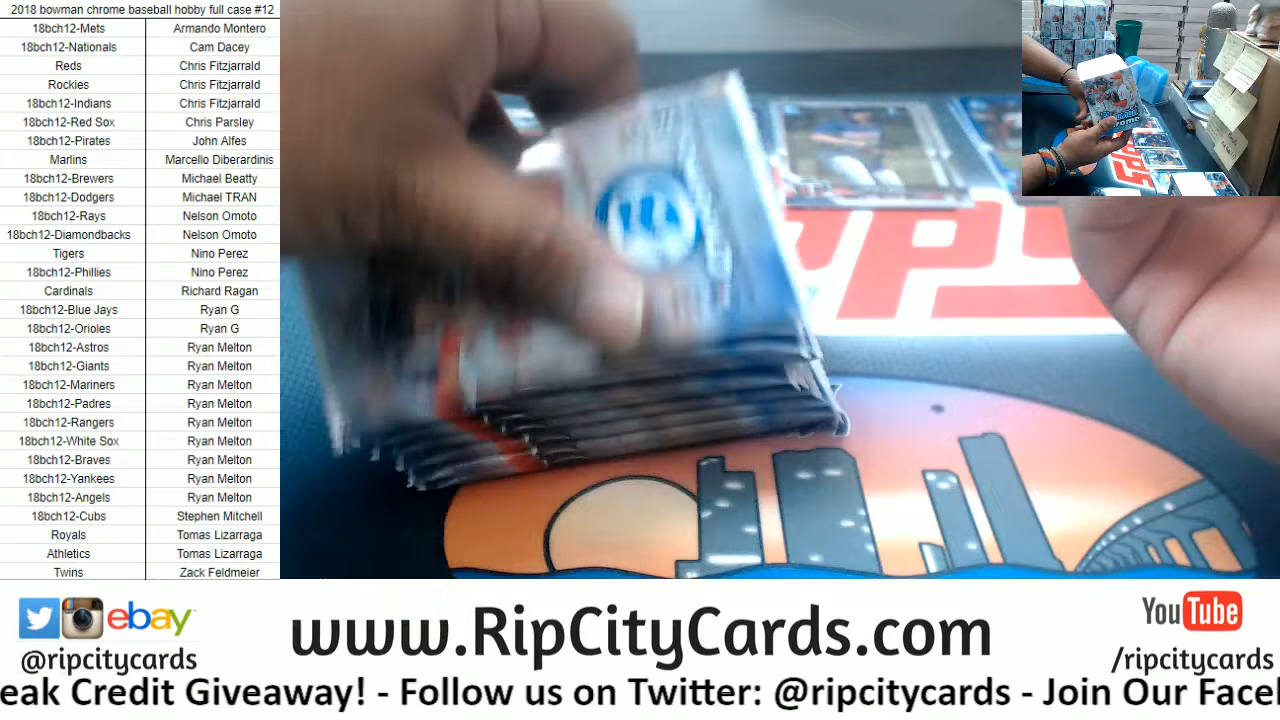 2018 bowman chrome baseball hobby full case #12
18bch12-Mets Armando Montero
18bch12-Nationals Cam Dacey
Reds Chris Fitzjarrald
Rockies Chris Fitzjarrald
18bch12-Indians Chris Fitzjarrald
18bch12-Red Sox Chris Parsley
18bch12-Pirates John Alfes
Marlins Marcello Diberardinis
18bch12-Brewers Michael Beatty
18bch12-Dodgers Michael TRAN
18bch12-Rays Nelson Omoto
18bch12-Diamondbacks Nelson Omoto
Tigers Nino Perez
18bch12-Phillies Nino Perez
Cardinals Richard Ragan
18bch12-Blue Jays Ryan G
18bch12-Orioles Ryan G
18bch12-Astros Ryan Melton
18bch12-Giants Ryan Melton
18bch12-Mariners Ryan Melton
18bch12-Padres Ryan Melton
18bch12-Rangers Ryan Melton
18bch12-White Sox Ryan Melton
18bch12-Braves Ryan Melton
18bch12-Yankees Ryan Melton
18bch12-Angels Ryan Melton
18bch12-Cubs Stephen Mitchell
Royals Tomas Lizarraga
Athletics Tomas Lizarraga
Twins Zack Feldmeier
ebay
@ripcitycards
www.RipCityCards.com
YouTube
/ripcitycards
eak Credit Giveaway! - Follow us on Twitter: @ripcitycards - Join Our Faceb